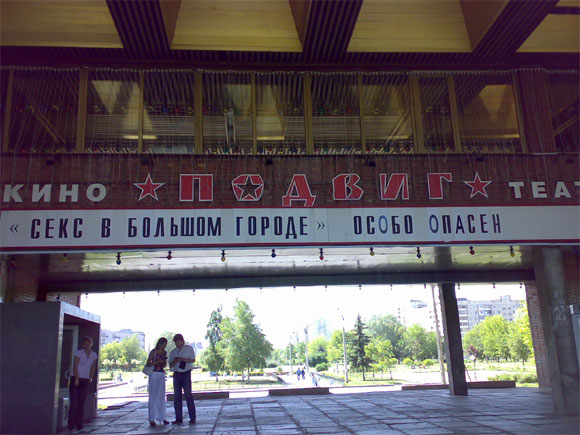 КИНО ★ ПОДВИГ ★ ТЕАТ
«СЕКС В БОЛЬШОМ ГОРОДЕ» ОСОБО ОПАСЕН